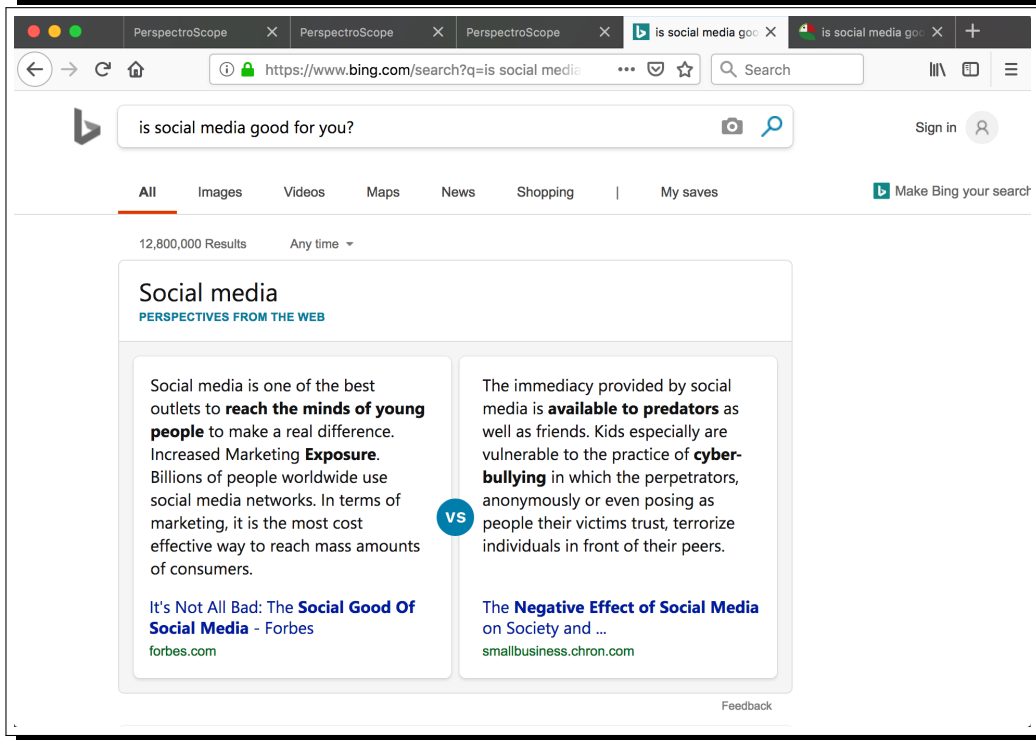 PerspectroScope PerspectroScope PerspectroScope is social media goo is social media goo
https://www.bing.com/search?q=is social media Search
is social media good for you? Sign in
All Images Videos Maps News Shopping | My saves Make Bing your search
12,800,000 Results Any time
Social media
PERSPECTIVES FROM THE WEB
Social media is one of the best
outlets to reach the minds of young
people to make a real difference.
Increased Marketing Exposure.
Billions of people worldwide use
social media networks. In terms of
marketing, it is the most cost
effective way to reach mass amounts
of consumers.
It's Not All Bad: The Social Good Of
Social Media - Forbes
forbes.com
vs
The immediacy provided by social
media is available to predators as
well as friends. Kids especially are
vulnerable to the practice of cyber-
bullying in which the perpetrators,
anonymously or even posing as
people their victims trust, terrorize
individuals in front of their peers.
The Negative Effect of Social Media
on Society and ...
smallbusiness.chron.com
Feedback